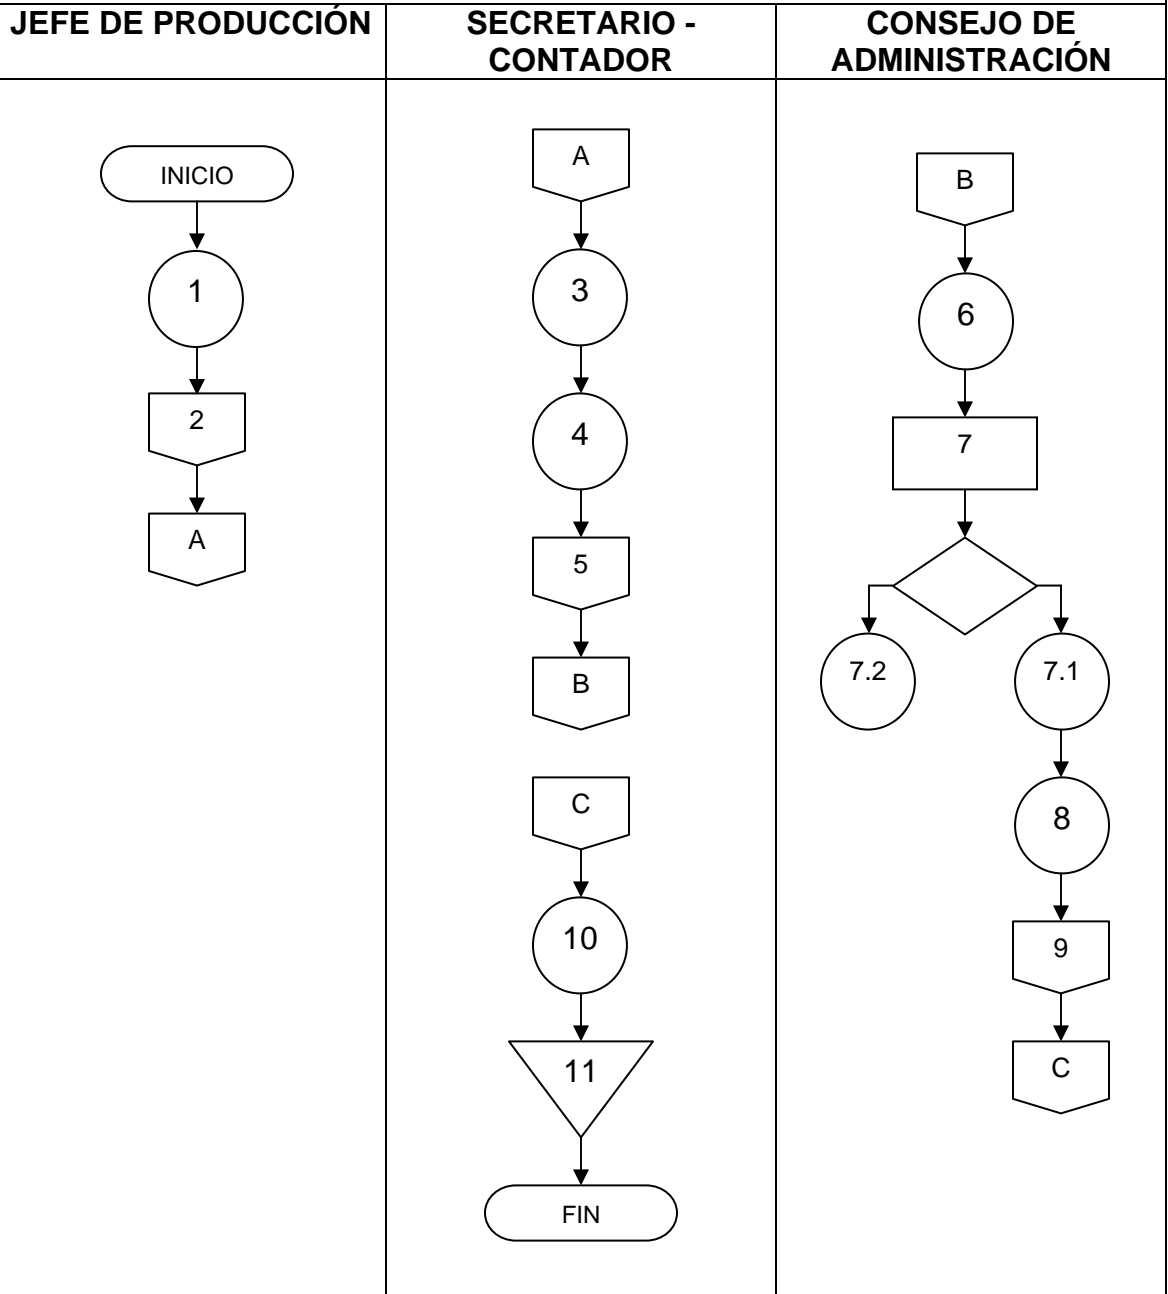 JEFE DE PRODUCCIÓN
SECRETARIO -
CONTADOR
CONSEJO DE
ADMINISTRACIÓN
INICIO
1
2
A
A
3
4
5
B
C
10
11
FIN
B
6
7
7.2
7.1
8
9
C